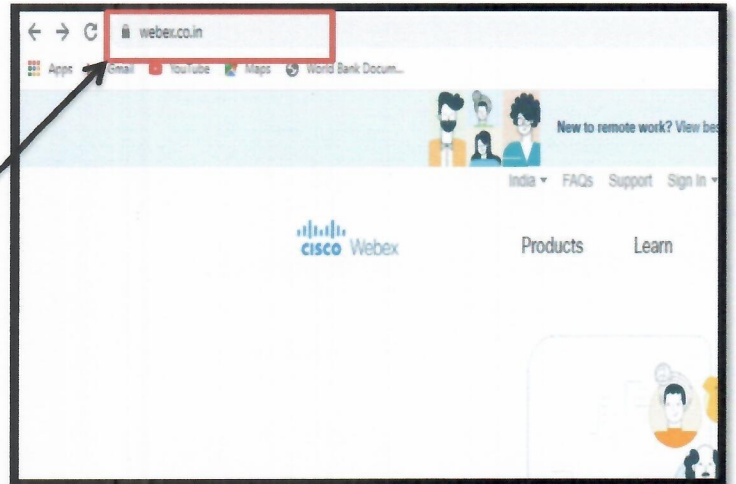 webex.co.in
Apps Gmail YouTube Maps World Bank Docum...
New to remote work? View bes
India FAQs Support Sign In
CISCO Webex
Products Learn